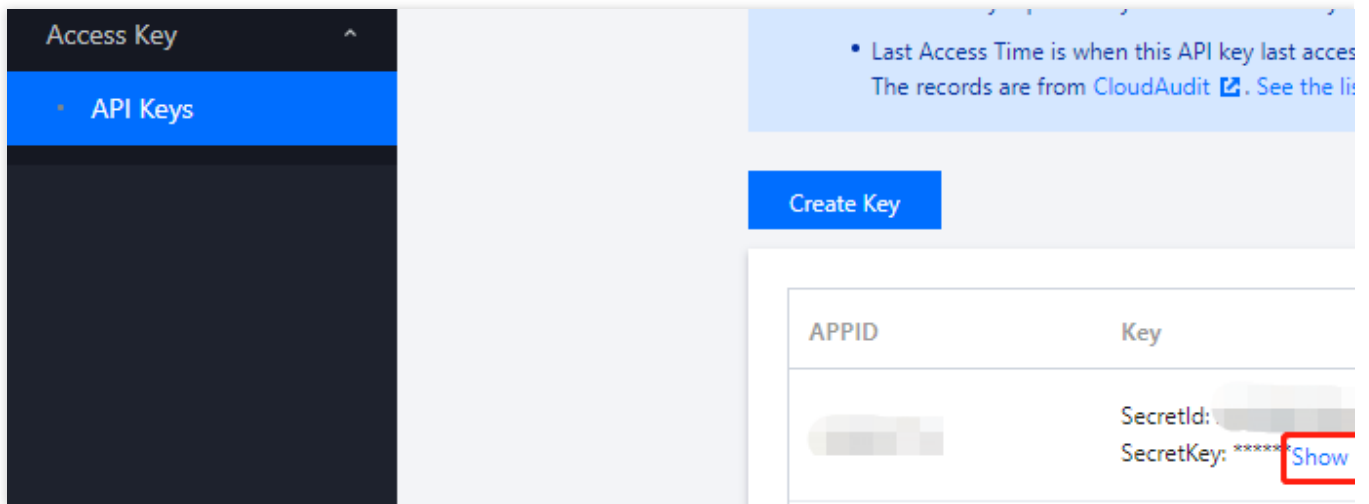 Access Key
API Keys
• Last Access Time is when this API key last acces
The records are from CloudAudit. See the lis
Create Key
APPID
Key
SecretId:
SecretKey: ******Show